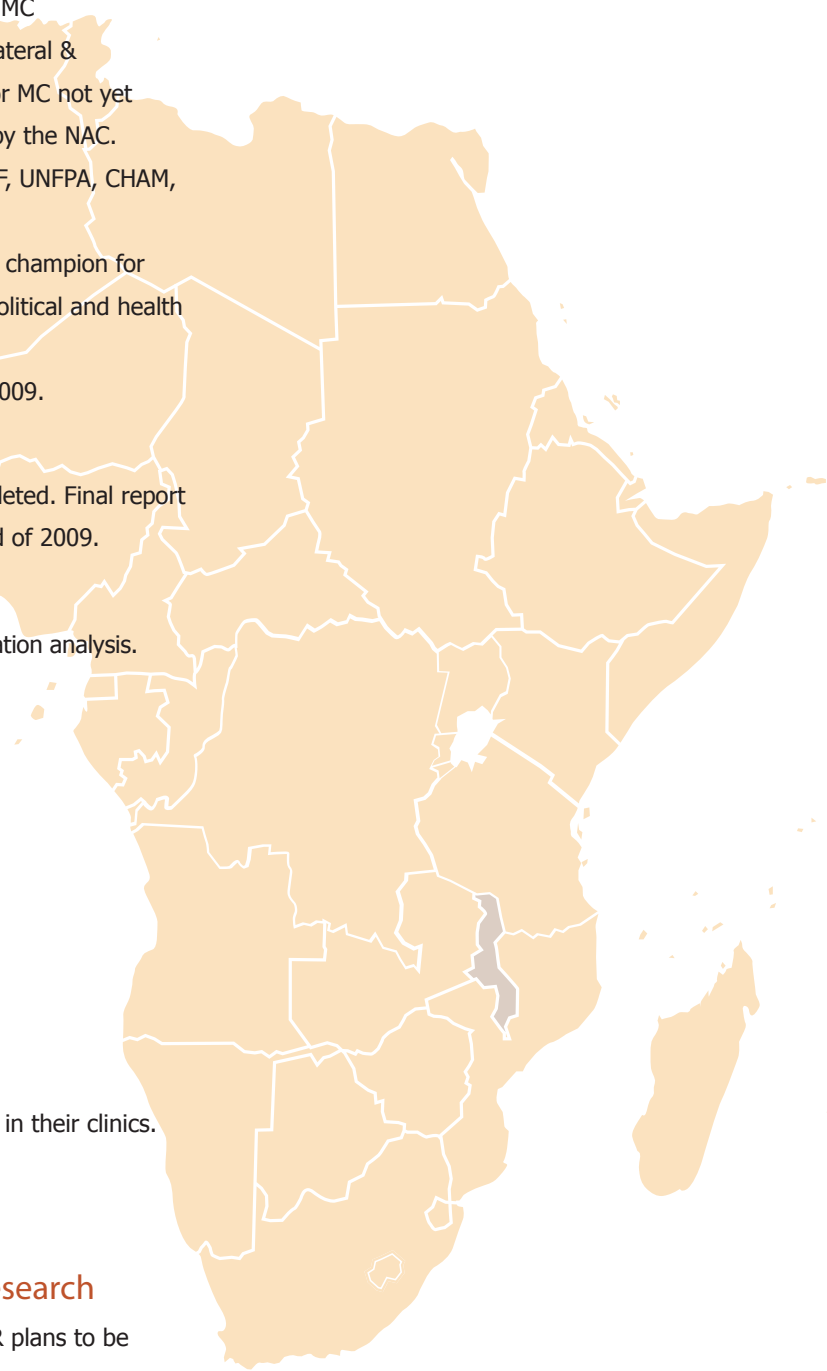 MC
ateral &
r MC not yet
by the NAC.
F, UNFPA, CHAM,
champion for
olitical and health
009.
leted. Final report
d of 2009.
ation analysis.
in their clinics.
search
R plans to be